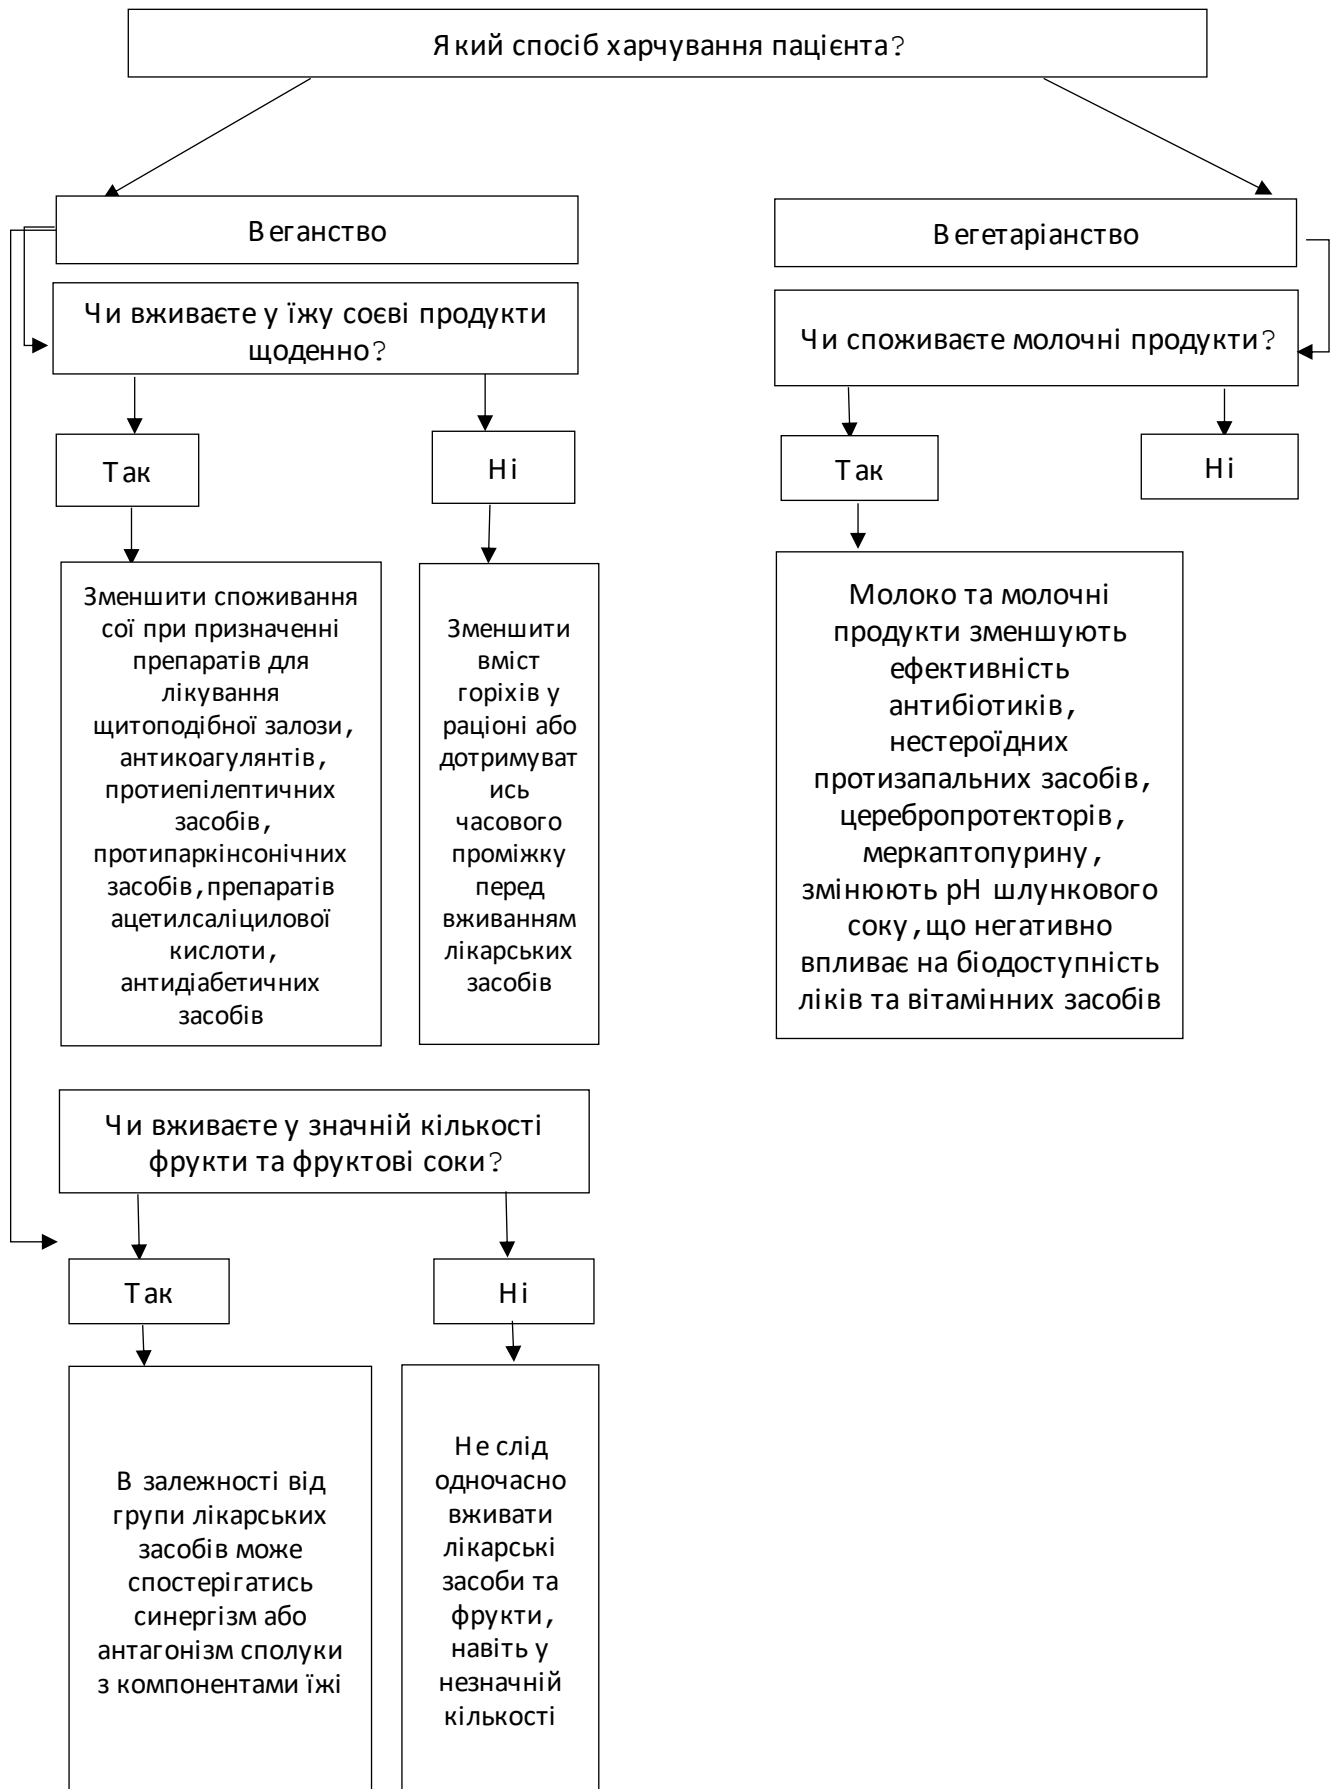 Який спосіб харчування пацієнта?
Веганство
Вегетаріанство
Чи вживаєте у їжу соєві продукти
щоденно?
Чи споживаєте молочні продукти?
Так
Ні
Так
Ні
Зменшити споживання
сої при призначенні
препаратів для
лікування
щитоподібної залози,
антикоагулянтів,
протиепілептичних
засобів,
протипаркінсонічних
засобів,препаратів
ацетилсаліцилової
кислоти,
антидіабетичних
засобів
Зменшити
вміст
горіхів у
раціоні або
дотримуват
ись
часового
проміжку
перед
вживанням
лікарських
засобів
Молоко та молочні
продукти зменшують
ефективність
антибіотиків,
нестероїдних
протизапальних засобів,
церебропротекторів,
меркаптопурину,
змінюють pH шлункового
соку,що негативно
впливає на біодоступність
ліків та вітамінних засобів
Чи вживаєте у значній кількості
фрукти та фруктові соки?
Так
Ні
В залежності від
групи лікарських
засобів може
спостерігатись
синергізм або
антагонізм сполуки
з компонентами їжі
Не слід
одночасно
вживати
лікарські
засоби та
фрукти,
навіть у
незначній
кількості